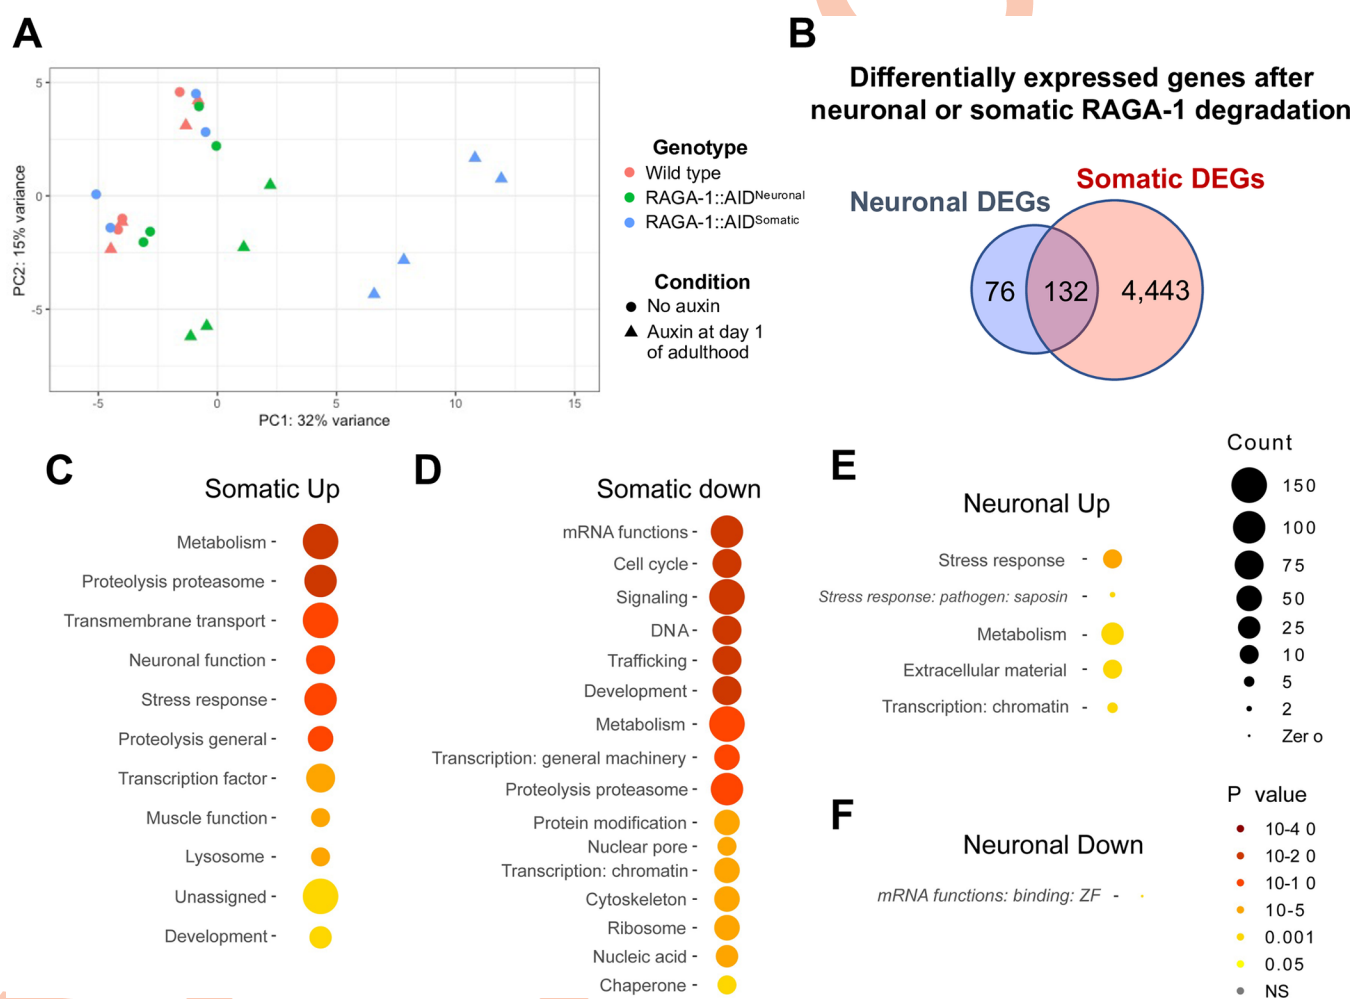 A
5
0
-5
PC2: 15% variance
-5
0
5
10
15
PC1: 32% variance
Genotype
Wild type
RAGA-1::AIDNeuronal
RAGA-1::AIDSomatic
Condition
No auxin
Auxin at day 1
of adulthood
B
Differentially expressed genes after
neuronal or somatic RAGA-1 degradation
Somatic DEGs
Neuronal DEGs
76
132
4,443
C
Somatic Up
Metabolism
Proteolysis proteasome
Transmembrane transport
Neuronal function
Stress response
Proteolysis general
Transcription factor
Muscle function
Lysosome
Unassigned
Development
D
Somatic down
mRNA functions
Cell cycle
Signaling
DNA
Trafficking
Development
Metabolism
Transcription: general machinery
Proteolysis proteasome
Protein modification
Nuclear pore
Transcription: chromatin
Cytoskeleton
Ribosome
Nucleic acid
Chaperone
E
Neuronal Up
Stress response
Stress response: pathogen: saposin
Metabolism
Extracellular material
Transcription: chromatin
F
Neuronal Down
mRNA functions: binding: ZF
Count
150
100
75
50
25
10
5
2
Zer o
P value
10-4 0
10-2 0
10-1 0
10-5
0.001
0.05
NS